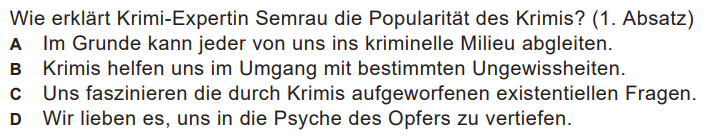 Wie erklärt Krimi-Expertin Semrau die Popularität des Krimis? (1. Absatz)
A Im Grunde kann jeder von uns ins kriminelle Milieu abgleiten.
B Krimis helfen uns im Umgang mit bestimmten Ungewissheiten.
C Uns faszinieren die durch Krimis aufgeworfenen existentiellen Fragen.
D Wir lieben es, uns in die Psyche des Opfers zu vertiefen.